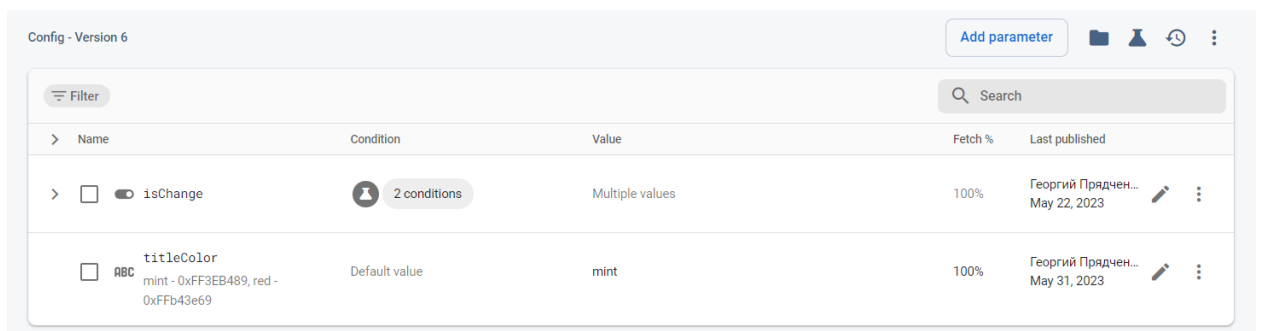 Config - Version 6
Add parameter
Filter
Search
Name Condition Value Fetch % Last published
isChange 2 conditions Multiple values 100% Георгий Прядчен...
May 22, 2023
ABC titleColor Default value mint 100% Георгий Прядчен...
mint - 0xFF3EB489, red - May 31, 2023
0xFFb43e69